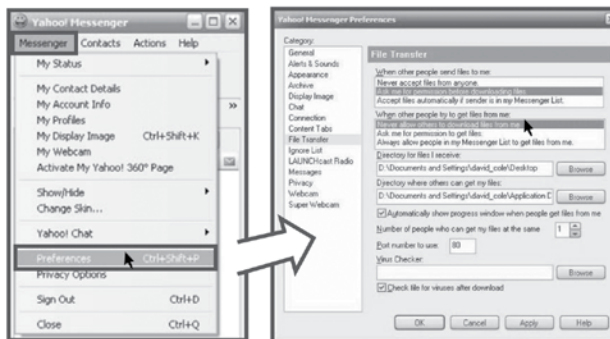 Yahoo! Messenger
Messenger Contacts Actions Help
My Status
My Contact Details
My Account Info
My Profiles
My Display Image Ctrl+Shift+K
My Webcam
Activate My Yahoo! 360° Page
Show/Hide
Change Skin...
Yahoo! Chat
Preferences Ctrl+Shift+P
Privacy Options
Sign Out Ctrl+D
Close Ctrl+Q
Yahoo! Messenger Preferences
Category:
General
Alerts & Sounds
Appearance
Archive
Display Image
Chat
Connection
Content Tabs
File Transfer
Ignore List
LAUNCHcast Radio
Messages
Privacy
Webcam
Super Webcam
File Transfer
When other people send files to me:
Never accept files from anyone.
Ask me for permission before downloading files.
Accept files automatically if sender is in my Messenger List.
When other people try to get files from me:
Never allow others to download files from me.
Ask me for permission to get files.
Always allow people in my Messenger List to get files from me.
Directory for files I receive:
D:\Documents and Settings\david_cole\Desktop Browse
Directory where others can get my files:
D:\Documents and Settings\david_cole\Application D Browse
Automatically show progress window when people get files from me
Number of people who can get my files at the same 1
Port number to use: 80
Virus Checker:
Browse
Check file for viruses after download
OK Cancel Apply Help